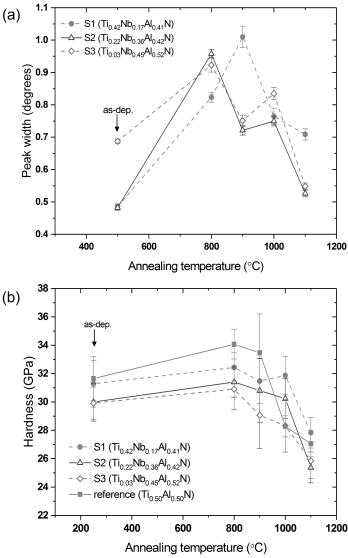 (a)
1.1
1.0
0.9
0.8
0.7
0.6
0.5
0.4
Peak width (degrees)
S1 (Ti0.42Nb0.17Al0.41N)
S2 (Ti0.22Nb0.36Al0.42N)
S3 (Ti0.03Nb0.45Al0.52N)
as-dep.
400 600 800 1000 1200
Annealing temperature (°C)
(b)
38
36
34
32
30
28
26
24
22
Hardness (GPa)
as-dep.
S1 (Ti0.42Nb0.17Al0.41N)
S2 (Ti0.22Nb0.36Al0.42N)
S3 (Ti0.03Nb0.45Al0.52N)
reference (Ti0.50Al0.50N)
200 400 600 800 1000 1200
Annealing temperature (°C)